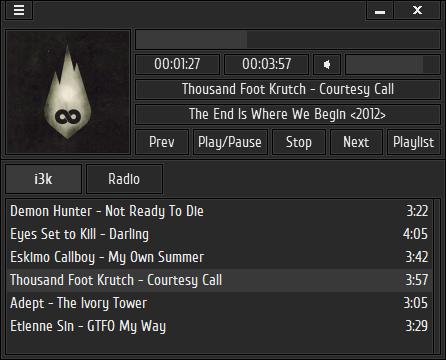 00:01:27 00:03:57
Thousand Foot Krutch - Courtesy Call
The End Is Where We Begin <2012>
Prev Play/Pause Stop Next Playlist
i3k Radio
Demon Hunter - Not Ready To Die 3:22
Eyes Set to Kill - Darling 4:05
Eskimo Callboy - My Own Summer 3:42
Thousand Foot Krutch - Courtesy Call 3:57
Adept - The Ivory Tower 3:05
Etienne Sin - GTFO My Way 3:29